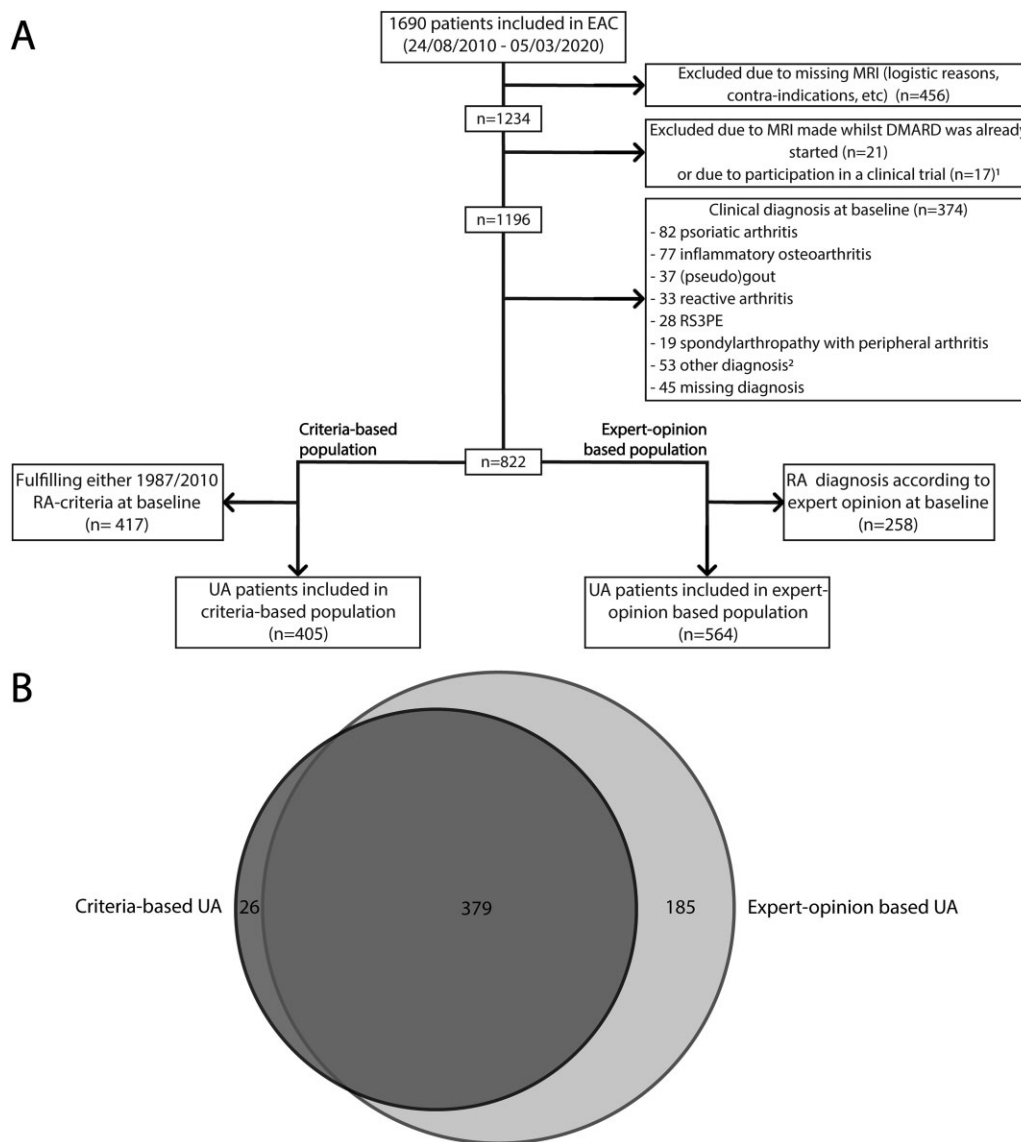 A
1690 patients included in EAC
(24/08/2010 - 05/03/2020)
Excluded due to missing MRI (logistic reasons,
contra-indications, etc) (n=456)
n=1234
Excluded due to MRI made whilst DMARD was already
started (n=21)
or due to participation in a clinical trial (n=17)¹
n=1196
Clinical diagnosis at baseline (n=374)
- 82 psoriatic arthritis
- 77 inflammatory osteoarthritis
- 37 (pseudo)gout
- 33 reactive arthritis
- 28 RS3PE
- 19 spondylarthropathy with peripheral arthritis
- 53 other diagnosis²
- 45 missing diagnosis
Criteria-based
population
n=822
Expert-opinion
based population
Fulfilling either 1987/2010
RA-criteria at baseline
(n= 417)
RA diagnosis according to
expert opinion at baseline
(n=258)
UA patients included in
criteria-based population
(n=405)
UA patients included in expert-
opinion based population
(n=564)
B
Criteria-based UA
26
379
185
Expert-opinion based UA